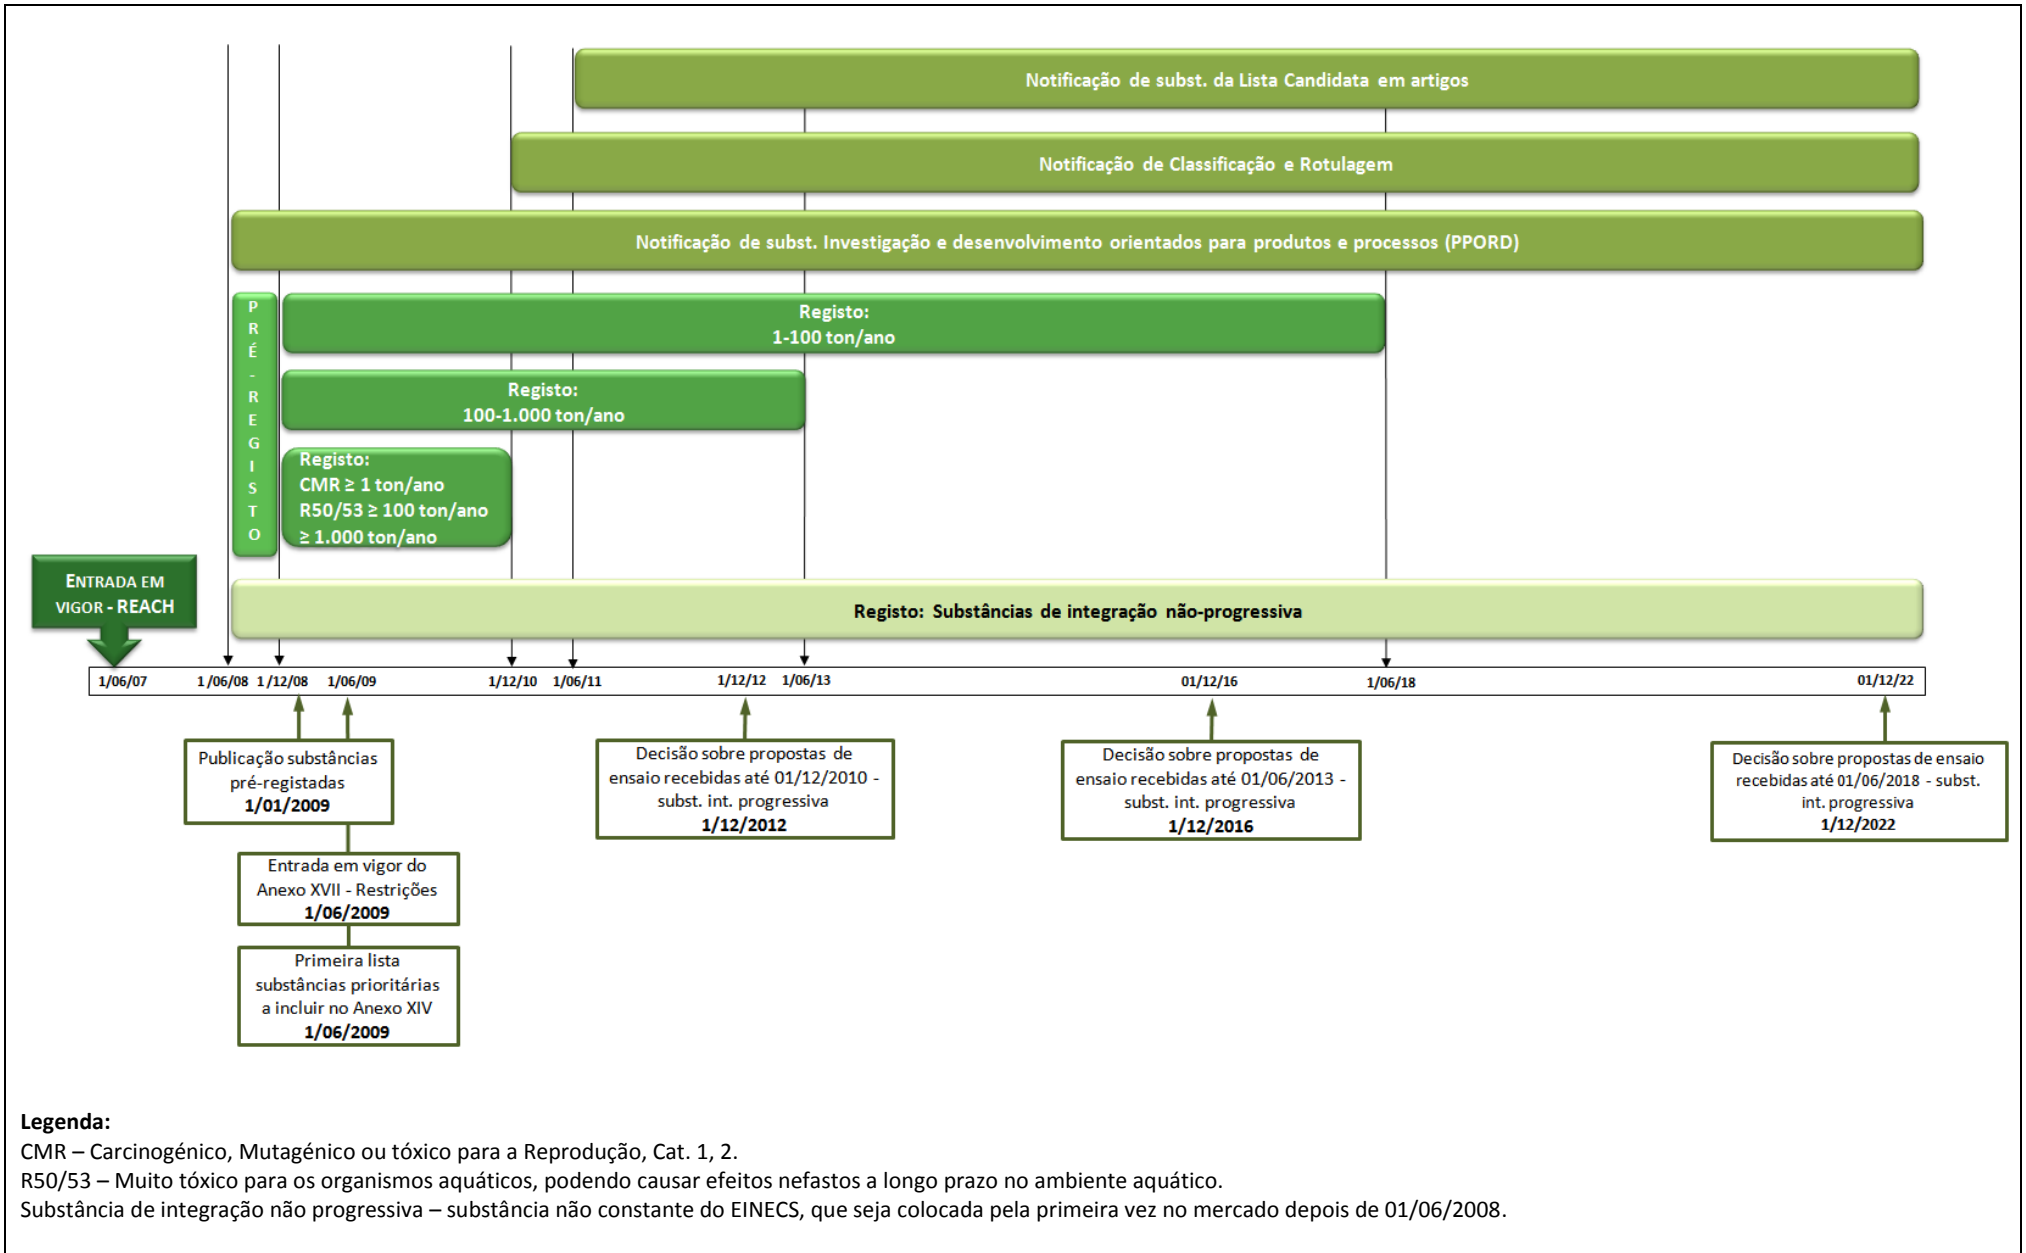 Notificação de subst. da Lista Candidata em artigos
Notificação de Classificação e Rotulagem
Notificação de subst. Investigação e desenvolvimento orientados para produtos e processos (PPORD)
P
R
É
-
R
E
G
I
S
T
O
Registo:
1-100 ton/ano
Registo:
100-1.000 ton/ano
Registo:
CMR ≥ 1 ton/ano
R50/53 ≥ 100 ton/ano
≥ 1.000 ton/ano
ENTRADA EM
VIGOR - REACH
Registo: Substâncias de integração não-progressiva
1/06/07
1/06/08
1/12/08
1/06/09
1/12/10
1/06/11
1/12/12
1/06/13
01/12/16
1/06/18
01/12/22
Publicação substâncias
pré-registadas
1/01/2009
Entrada em vigor do
Anexo XVII - Restrições
1/06/2009
Primeira lista
substâncias prioritárias
a incluir no Anexo XIV
1/06/2009
Decisão sobre propostas de
ensaio recebidas até 01/12/2010 -
subst. int. progressiva
1/12/2012
Decisão sobre propostas de
ensaio recebidas até 01/06/2013 -
subst. int. progressiva
1/12/2016
Decisão sobre propostas de ensaio
recebidas até 01/06/2018 - subst.
int. progressiva
1/12/2022
Legenda:
CMR – Carcinogénico, Mutagénico ou tóxico para a Reprodução, Cat. 1, 2.
R50/53 – Muito tóxico para os organismos aquáticos, podendo causar efeitos nefastos a longo prazo no ambiente aquático.
Substância de integração não progressiva – substância não constante do EINECS, que seja colocada pela primeira vez no mercado depois de 01/06/2008.